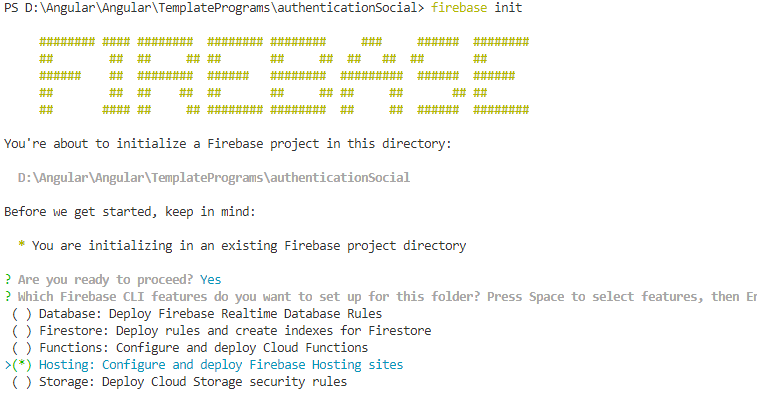 PS D:\Angular\Angular\TemplatePrograms\authenticationSocial> firebase init
######## #### ######## ######## ########     ###     ######  ########
##        ##  ##     ## ##       ##     ##  ##   ##  ##       ##
######    ##  ########  ######   ########  #########  ######  ######
##        ##  ##    ##  ##       ##     ## ##     ##       ## ##
##       #### ##     ## ######## ########  ##     ##  ######  ########
You're about to initialize a Firebase project in this directory:
D:\Angular\Angular\TemplatePrograms\authenticationSocial
Before we get started, keep in mind:
* You are initializing in an existing Firebase project directory
? Are you ready to proceed? Yes
? Which Firebase CLI features do you want to set up for this folder? Press Space to select features, then En
( ) Database: Deploy Firebase Realtime Database Rules
( ) Firestore: Deploy rules and create indexes for Firestore
( ) Functions: Configure and deploy Cloud Functions
>(*) Hosting: Configure and deploy Firebase Hosting sites
( ) Storage: Deploy Cloud Storage security rules